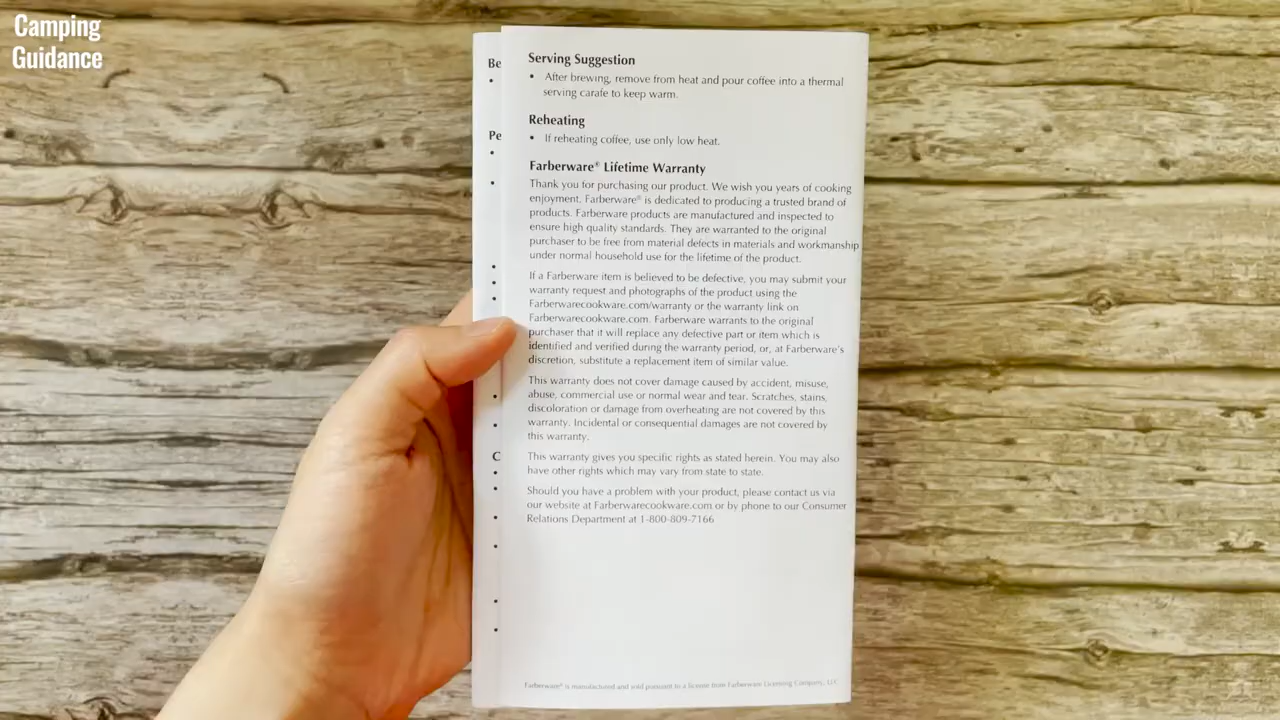 Camping
Guidance
Be
Pe
C
Serving Suggestion
• After brewing, remove from heat and pour coffee into a thermal
serving carafe to keep warm.
Reheating
• If reheating coffee, use only low heat.
Farberware® Lifetime Warranty
Thank you for purchasing our product. We wish you years of cooking
enjoyment. Farberware® is dedicated to producing a trusted brand of
products. Farberware products are manufactured and inspected to
ensure high quality standards. They are warranted to the original
purchaser to be free from material defects in materials and workmanship
under normal household use for the lifetime of the product.
If a Farberware item is believed to be defective, you may submit your
warranty request and photographs of the product using the
Farberwarecookware.com/warranty or the warranty link on
Farberwarecookware.com. Farberware warrants to the original
purchaser that it will replace any defective part or item which is
identified and verified during the warranty period, or, at Farberware's
discretion, substitute a replacement item of similar value.
This warranty does not cover damage caused by accident, misuse,
abuse, commercial use or normal wear and tear. Scratches, stains,
discoloration or damage from overheating are not covered by this
warranty. Incidental or consequential damages are not covered by
this warranty.
This warranty gives you specific rights as stated herein. You may also
have other rights which may vary from state to state.
Should you have a problem with your product, please contact us via
our website at Farberwarecookware.com or by phone to our Consumer
Relations Department at 1-800-809-7166
Farberware® is manufactured and sold pursuant to a license from Farberware Licensing Company, LLC